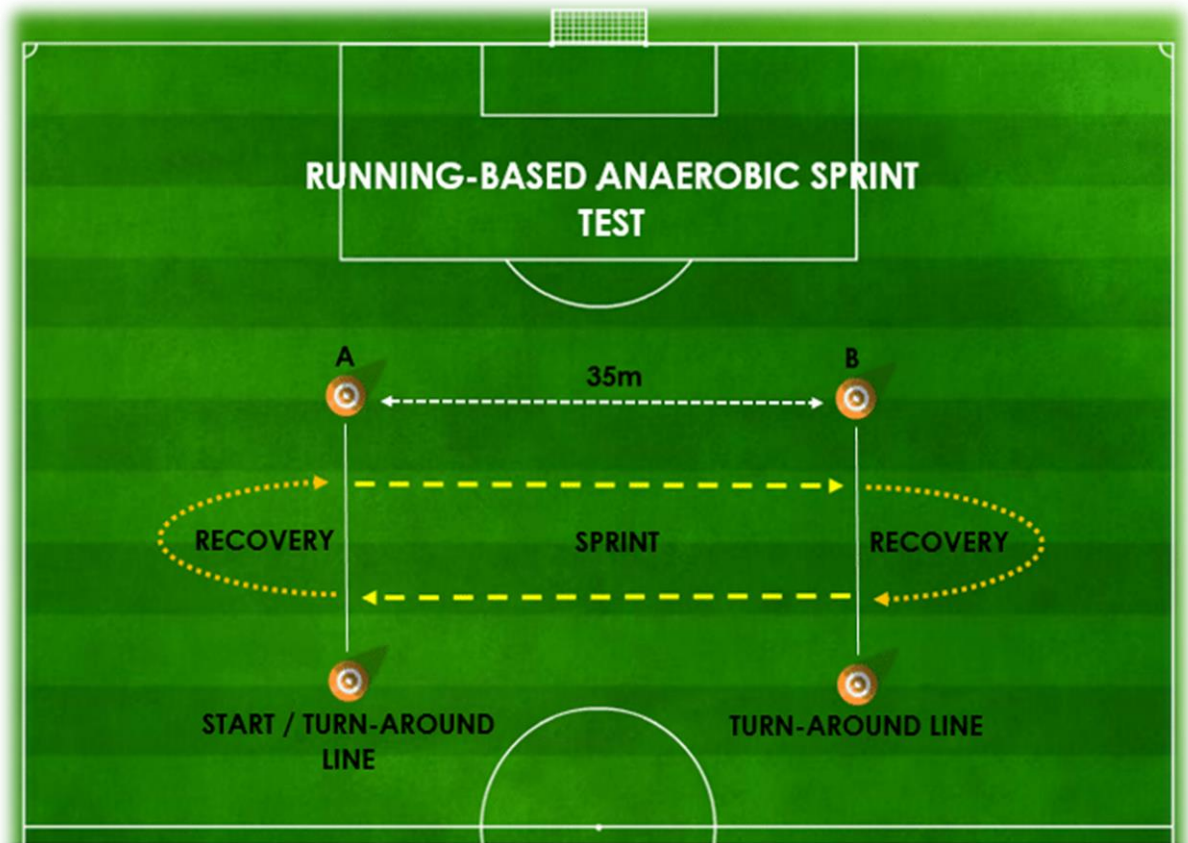 RUNNING-BASED ANAEROBIC SPRINT
TEST
A
B
35m
RECOVERY
SPRINT
RECOVERY
START / TURN-AROUND
LINE
TURN-AROUND LINE